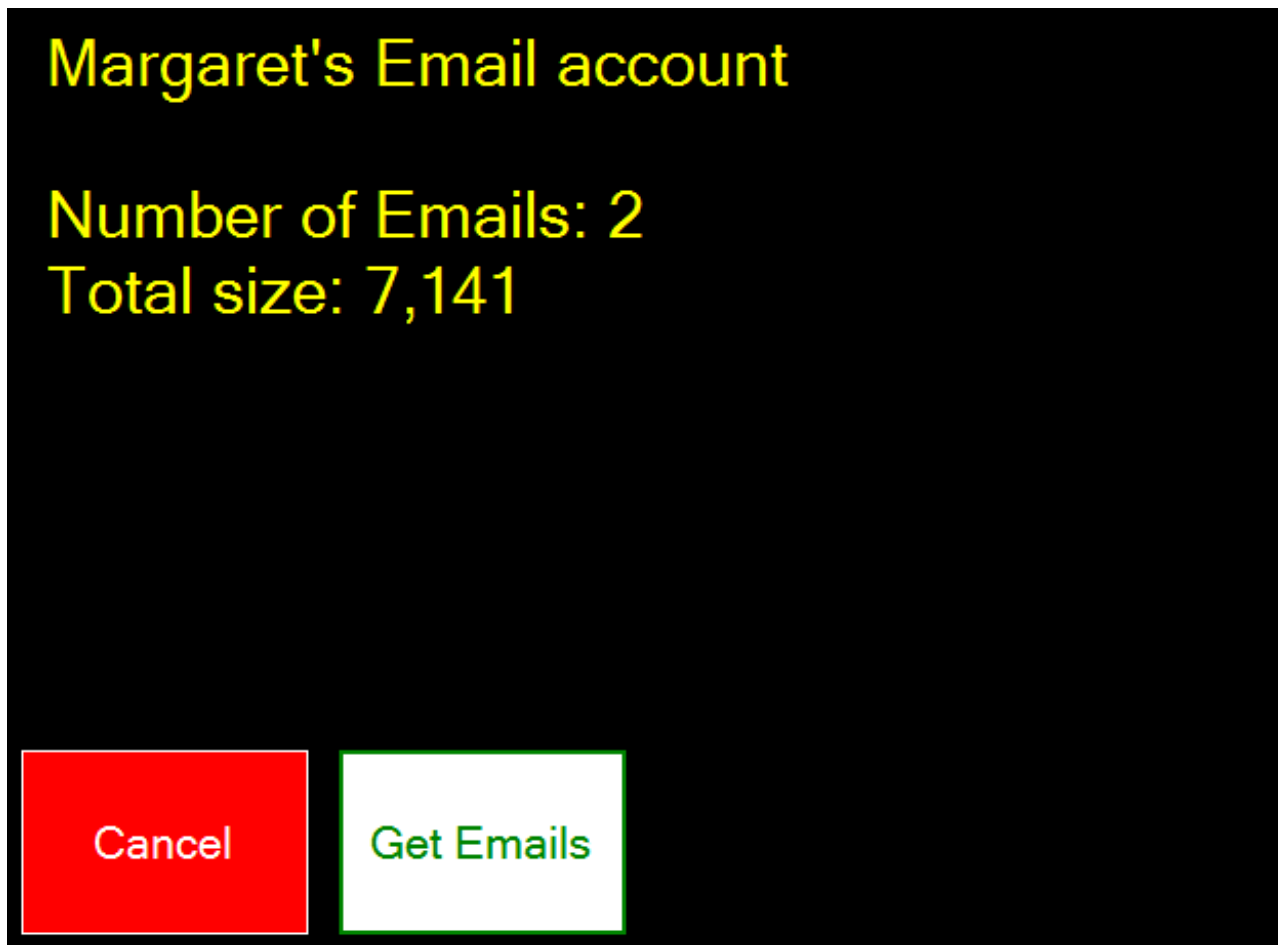 Margaret's Email account
Number of Emails: 2
Total size: 7,141
Cancel
Get Emails